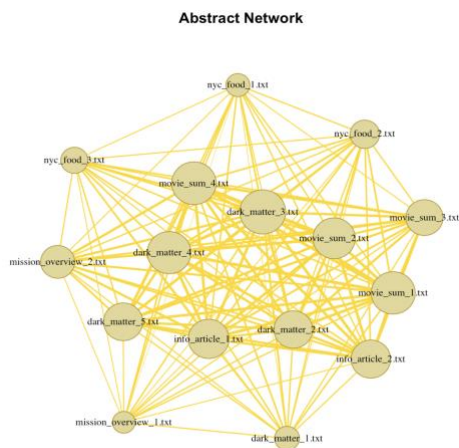 Abstract Network
nyc_food_1.txt
nyc_food_2.txt
nyc_food_3.txt
movie_sum_4.txt
dark_matter_3.txt
movie_sum_3.txt
movie_sum_2.txt
dark_matter_4.txt
mission_overview_2.txt
movie_sum_1.txt
dark_matter_5.txt
dark_matter_2.txt
info_article_1.txt
info_article_2.txt
mission_overview_1.txt
dark_matter_1.txt